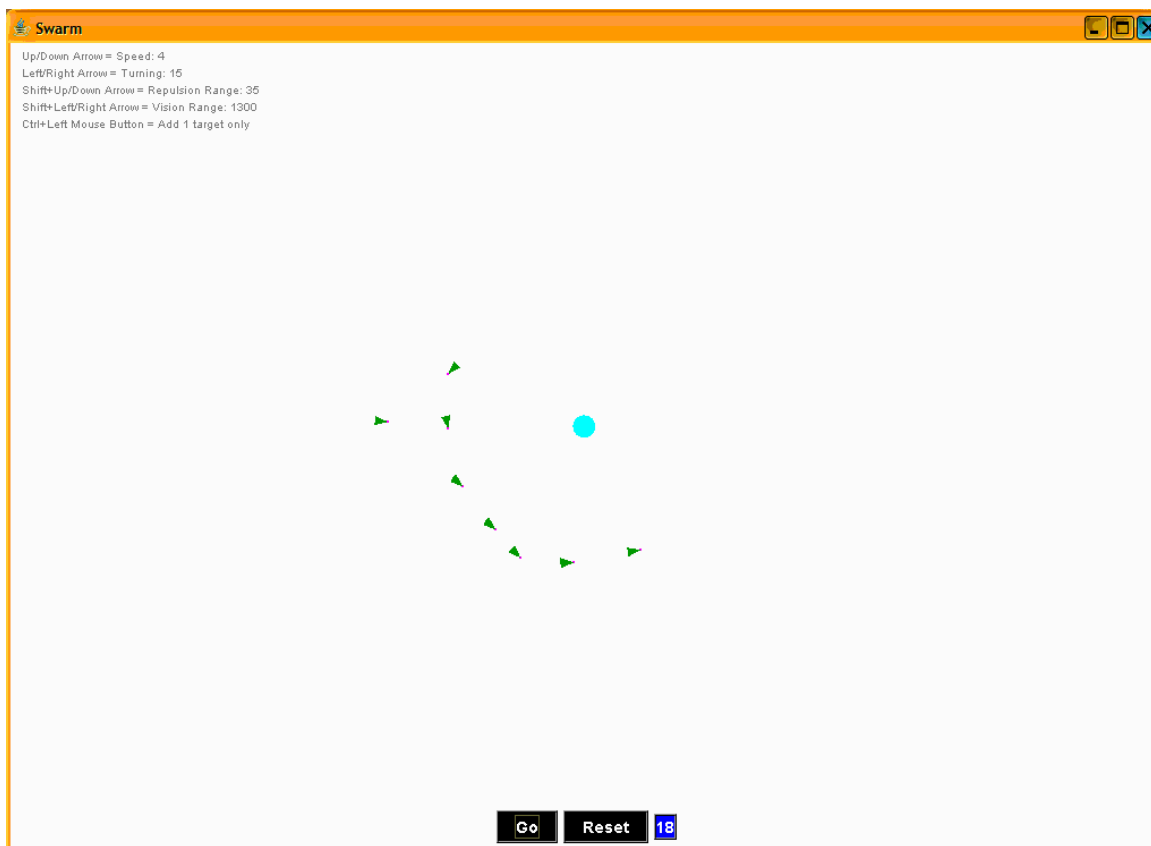 Swarm
Up/Down Arrow = Speed: 4
Left/Right Arrow = Turning: 15
Shift+Up/Down Arrow = Repulsion Range: 35
Shift+Left/Right Arrow = Vision Range: 1300
Ctrl+Left Mouse Button = Add 1 target only
Go Reset 18